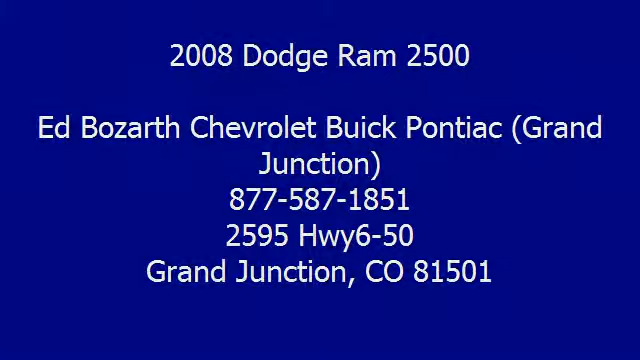 2008 Dodge Ram 2500
Ed Bozarth Chevrolet Buick Pontiac (Grand
Junction)
877-587-1851
2595 Hwy6-50
Grand Junction, CO 81501